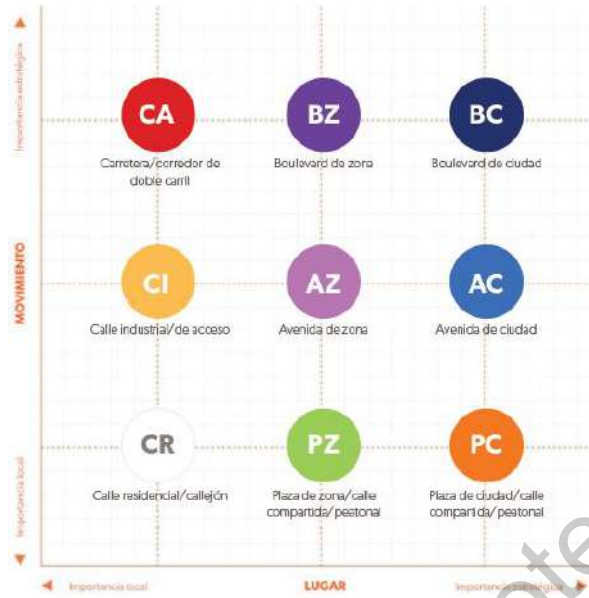 Importancia estratégica
CA
BZ
BC
Carretera/corredor de
doble carril
Boulevard de zona
Boulevard de ciudad
MOVIMIENTO
CI
AZ
AC
Calle industrial/de acceso
Avenida de zona
Avenida de ciudad
CR
PZ
PC
Calle residencial/callejón
Plaza de zona/calle
compartida/peatonal
Plaza de ciudad/calle
compartida/peatonal
Importancia local
Importancia local
LUGAR
Importancia estratégica